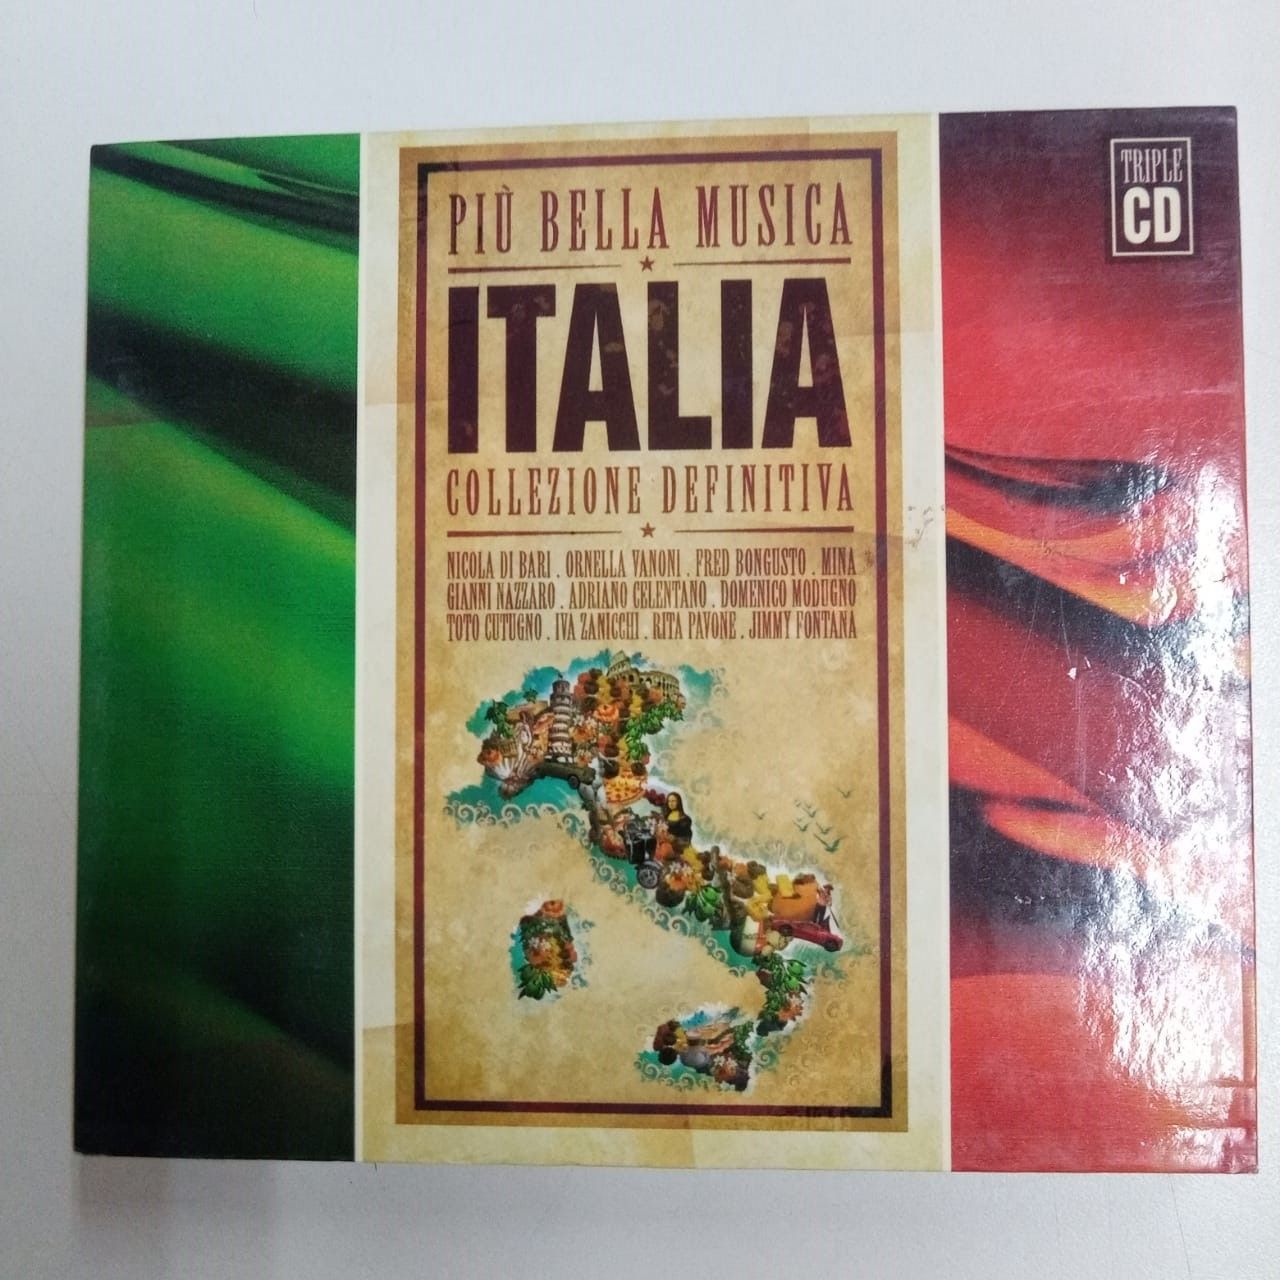 TRIPLE
CD
PIÙ BELLA MUSICA
ITALIA
COLLEZIONE DEFINITIVA
NICOLA DI BARI . ORNELLA VANONI . FRED BONGUSTO . MINA
GIANNI NAZZARO . ADRIANO CELENTANO . DOMENICO MODUGNO
TOTO CUTUGNO . IVA ZANICCHI . RITA PAVONE . JIMMY FONTANA